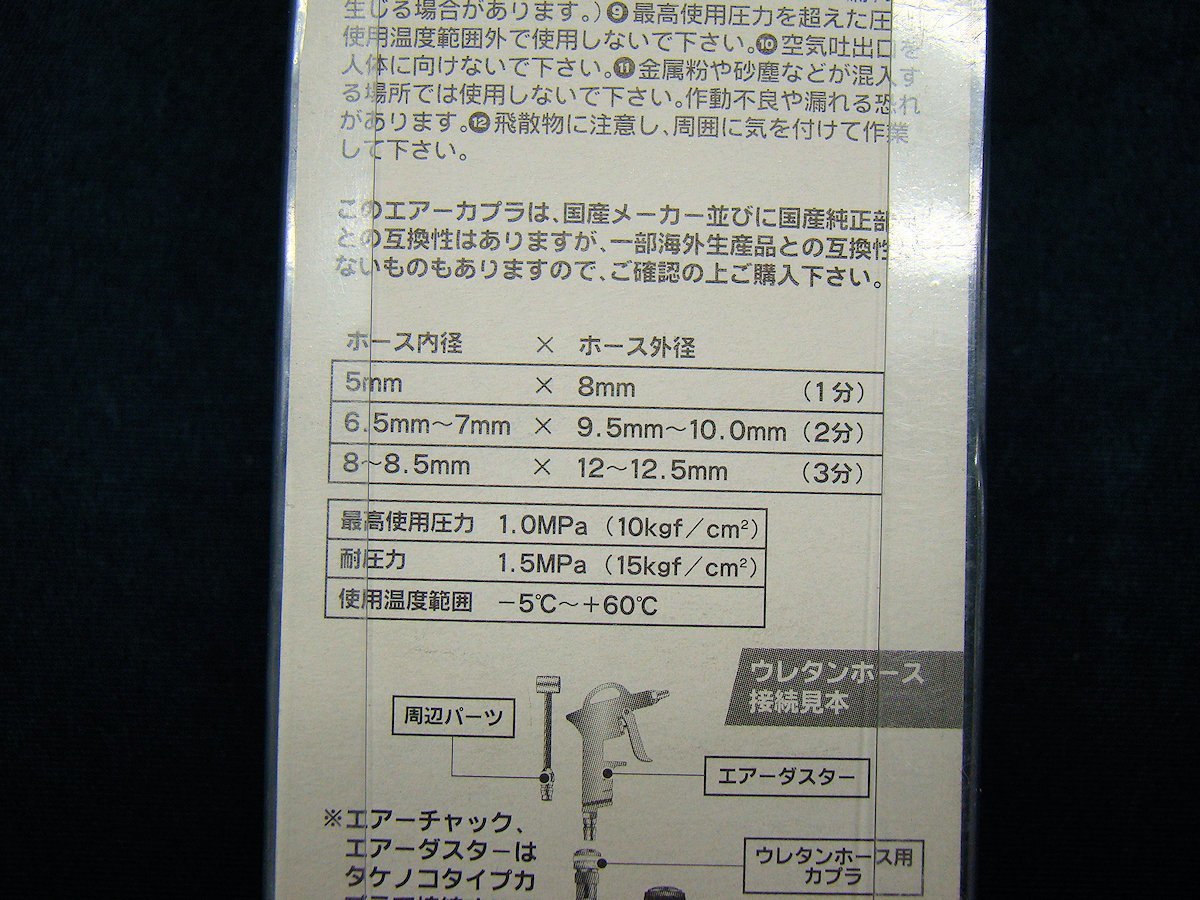 生じる場合があります。)❾最高使用圧力を超えた圧
使用温度範囲外で使用しないで下さい。❿空気吐出口を
人体に向けないで下さい。⓫金属粉や砂塵などが混入す
る場所では使用しないで下さい。作動不良や漏れる恐れ
があります。⓬飛散物に注意し、周囲に気を付けて作業
して下さい。
このエアーカプラは、国産メーカー並びに国産純正部
との互換性はありますが、一部海外生産品との互換性
ないものもありますので、ご確認の上ご購入下さい。
ホース内径 × ホース外径
5mm × 8mm (1分)
6.5mm～7mm × 9.5mm～10.0mm (2分)
8～8.5mm × 12～12.5mm (3分)
最高使用圧力 1.0MPa (10kgf/cm²)
耐圧力 1.5MPa (15kgf/cm²)
使用温度範囲 −5℃～+60℃
ウレタンホース
接続見本
周辺パーツ
エアーダスター
※エアーチャック、
エアーダスターは
タケノコタイプカ
ウレタンホース用
カプラ